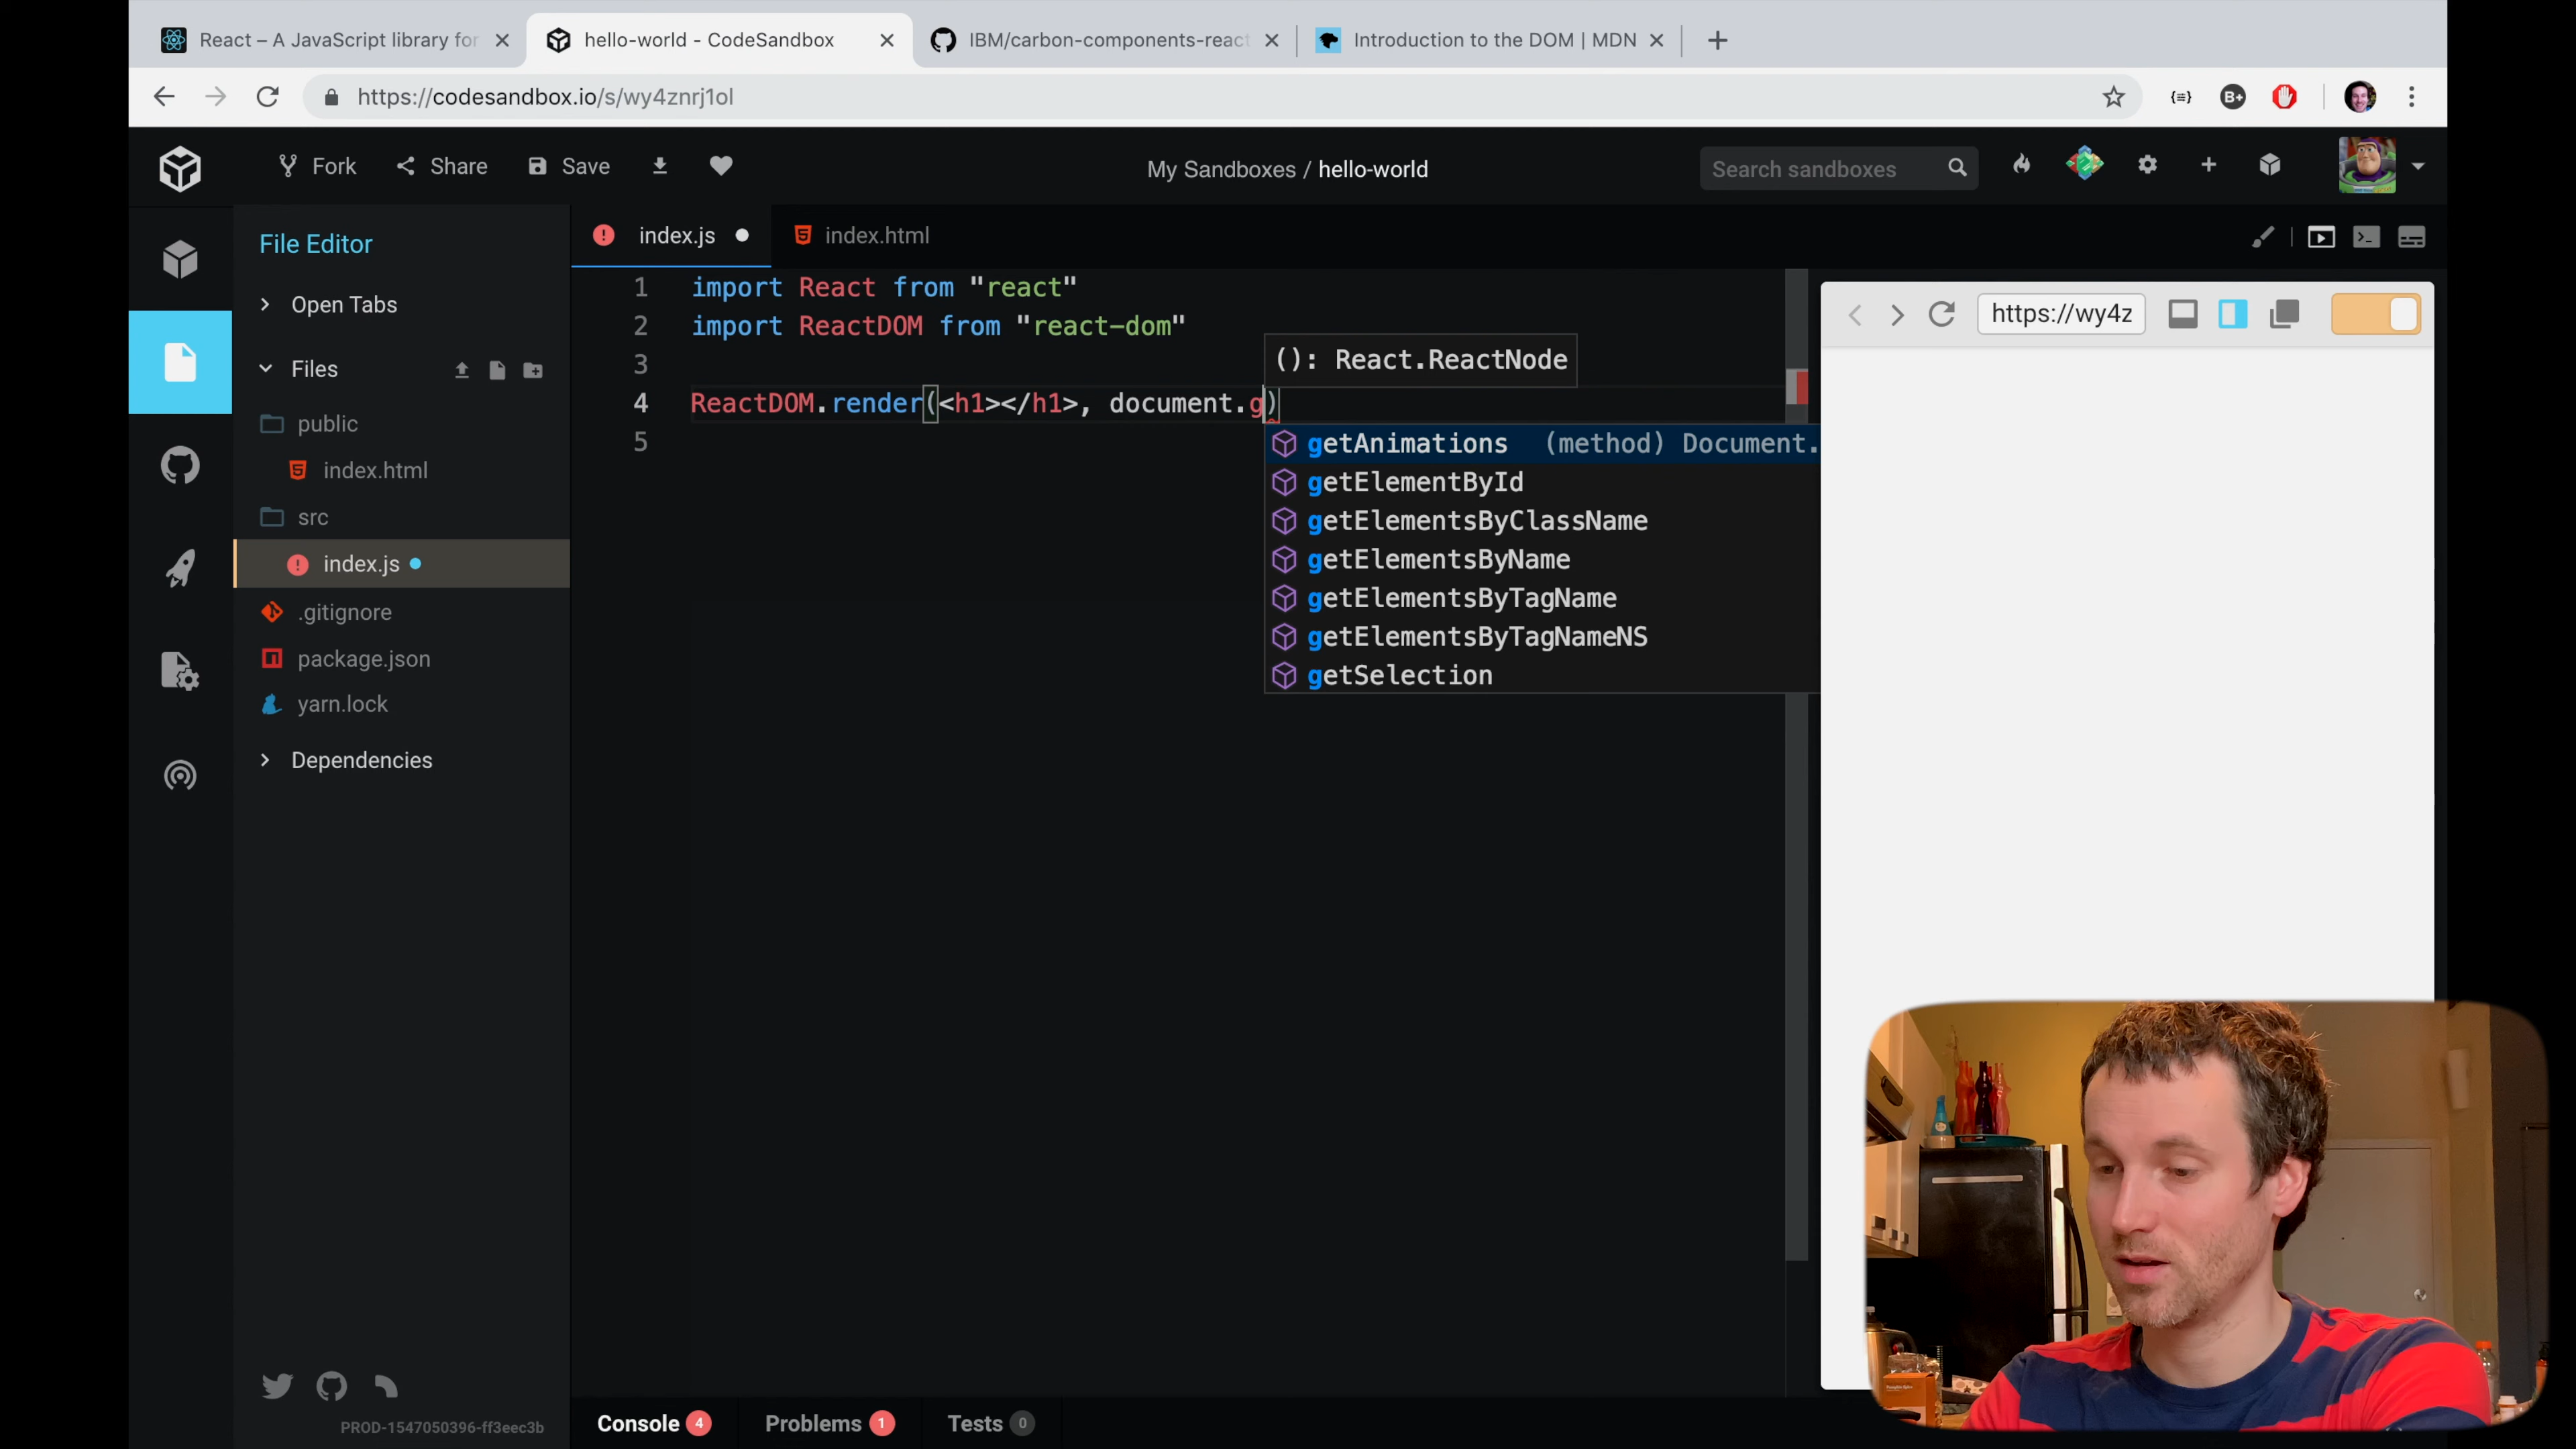 React – A JavaScript library for
hello-world - CodeSandbox
IBM/carbon-components-react
Introduction to the DOM | MDN
https://codesandbox.io/s/wy4znrj1ol
B+
Fork
Share
Save
My Sandboxes / hello-world
Search sandboxes
File Editor
index.js
index.html
Open Tabs
Files
public
index.html
src
index.js
.gitignore
package.json
yarn.lock
Dependencies
1 import React from "react"
2 import ReactDOM from "react-dom"
3
(): React.ReactNode
4 ReactDOM.render(<h1></h1>, document.g)
5
getAnimations (method) Document.
getElementById
getElementsByClassName
getElementsByName
getElementsByTagName
getElementsByTagNameNS
getSelection
https://wy4z
PROD-1547050396-ff3eec3b
Console 4
Problems 1
Tests 0